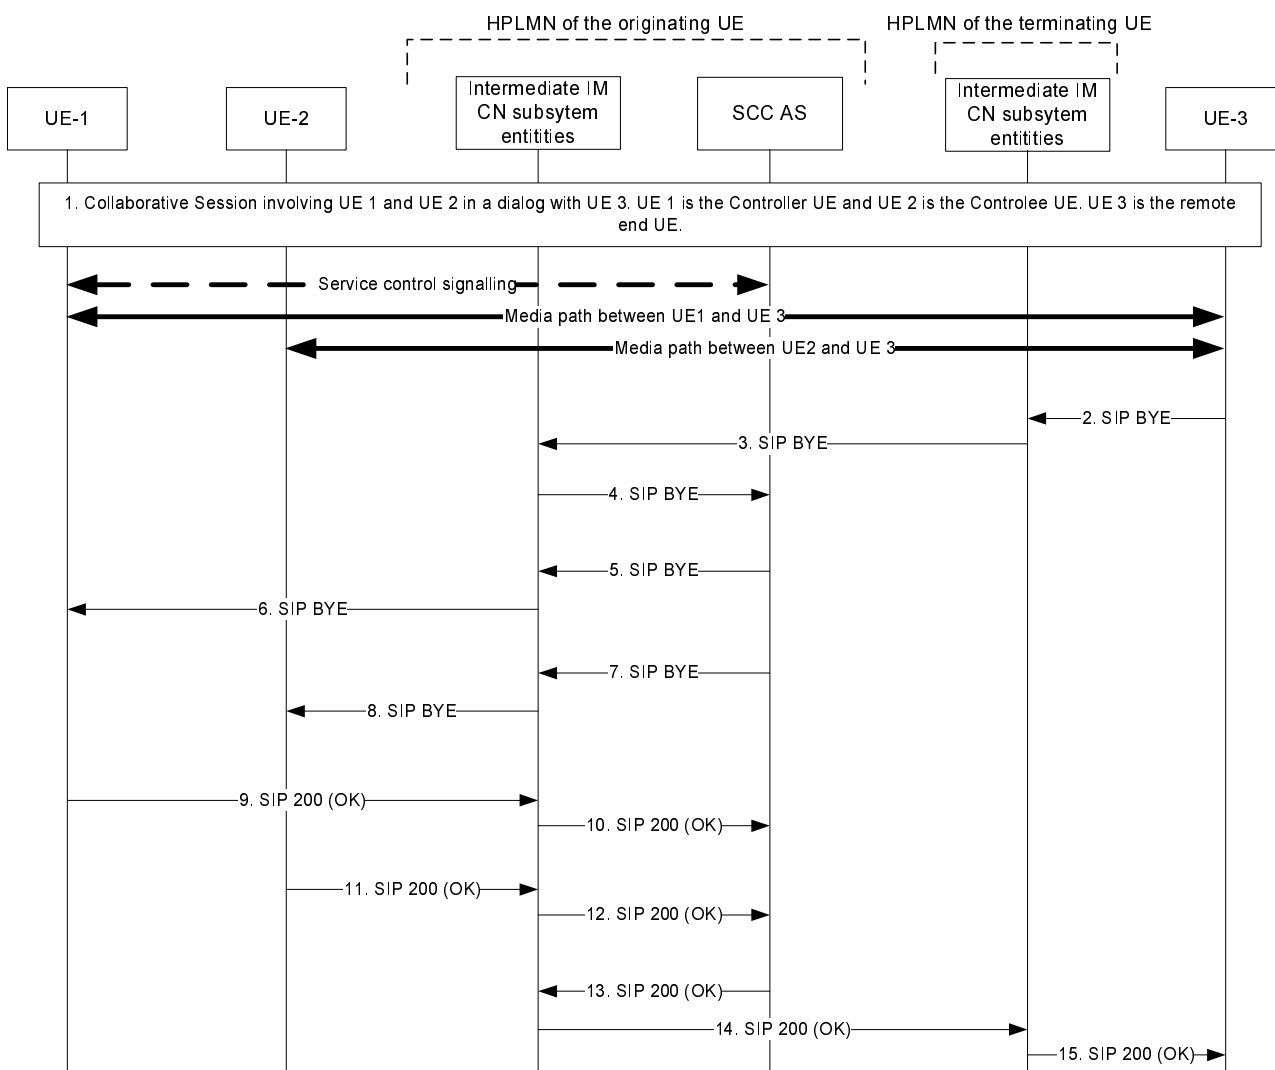 HPLMN of the originating UE
HPLMN of the terminating UE
UE-1
UE-2
Intermediate IM
CN subsytem
entitities
SCC AS
Intermediate IM
CN subsytem
entitities
UE-3
1. Collaborative Session involving UE 1 and UE 2 in a dialog with UE 3. UE 1 is the Controller UE and UE 2 is the Controlee UE. UE 3 is the remote
end UE.
Service control signalling
Media path between UE1 and UE 3
Media path between UE2 and UE 3
2. SIP BYE
3. SIP BYE
4. SIP BYE
5. SIP BYE
6. SIP BYE
7. SIP BYE
8. SIP BYE
9. SIP 200 (OK)
10. SIP 200 (OK)
11. SIP 200 (OK)
12. SIP 200 (OK)
13. SIP 200 (OK)
14. SIP 200 (OK)
15. SIP 200 (OK)